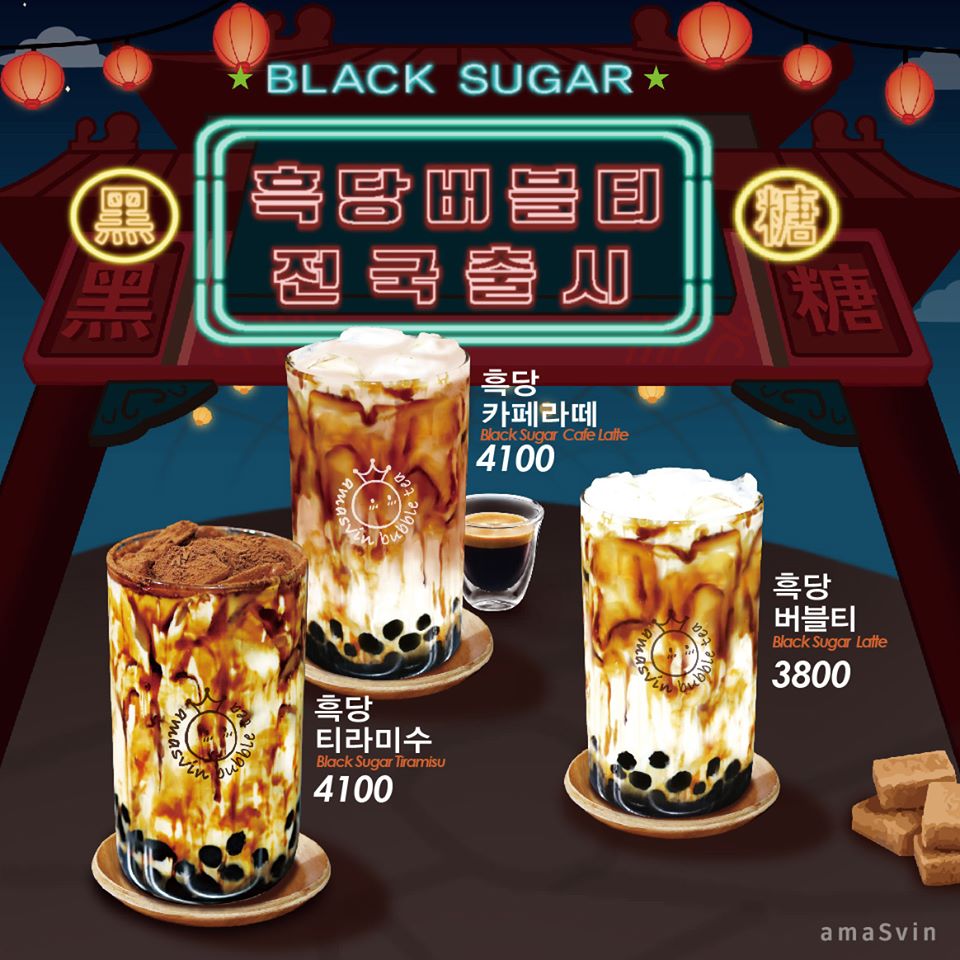 BLACK SUGAR
흑당버블티
전국출시
黑
糖
黑
糖
흑당
카페라떼
Black Sugar Cafe Latte
4100
amasvin bubble tea
흑당
버블티
Black Sugar Latte
3800
amasvin bubble tea
흑당
티라미수
Black Sugar Tiramisu
4100
amasvin bubble tea
amaSvin